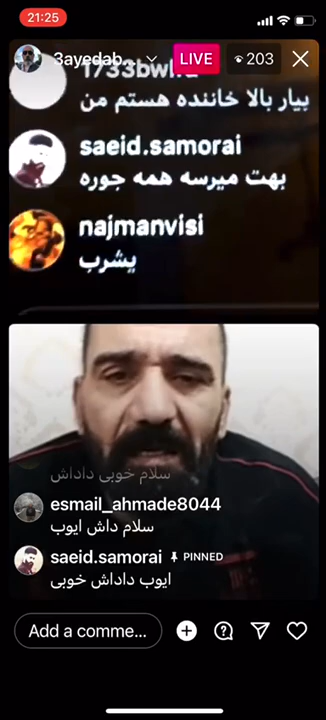 21:25
3ayedab...
LIVE
203
بیار بالا خاننده هستم من
saeid.samorai
بهت میرسه همه جوره
najmanvisi
یشرب
سلام خوبی داداش
esmail_ahmade8044
سلام داش ایوب
saeid.samorai PINNED
ایوب داداش خوبی
Add a comme...